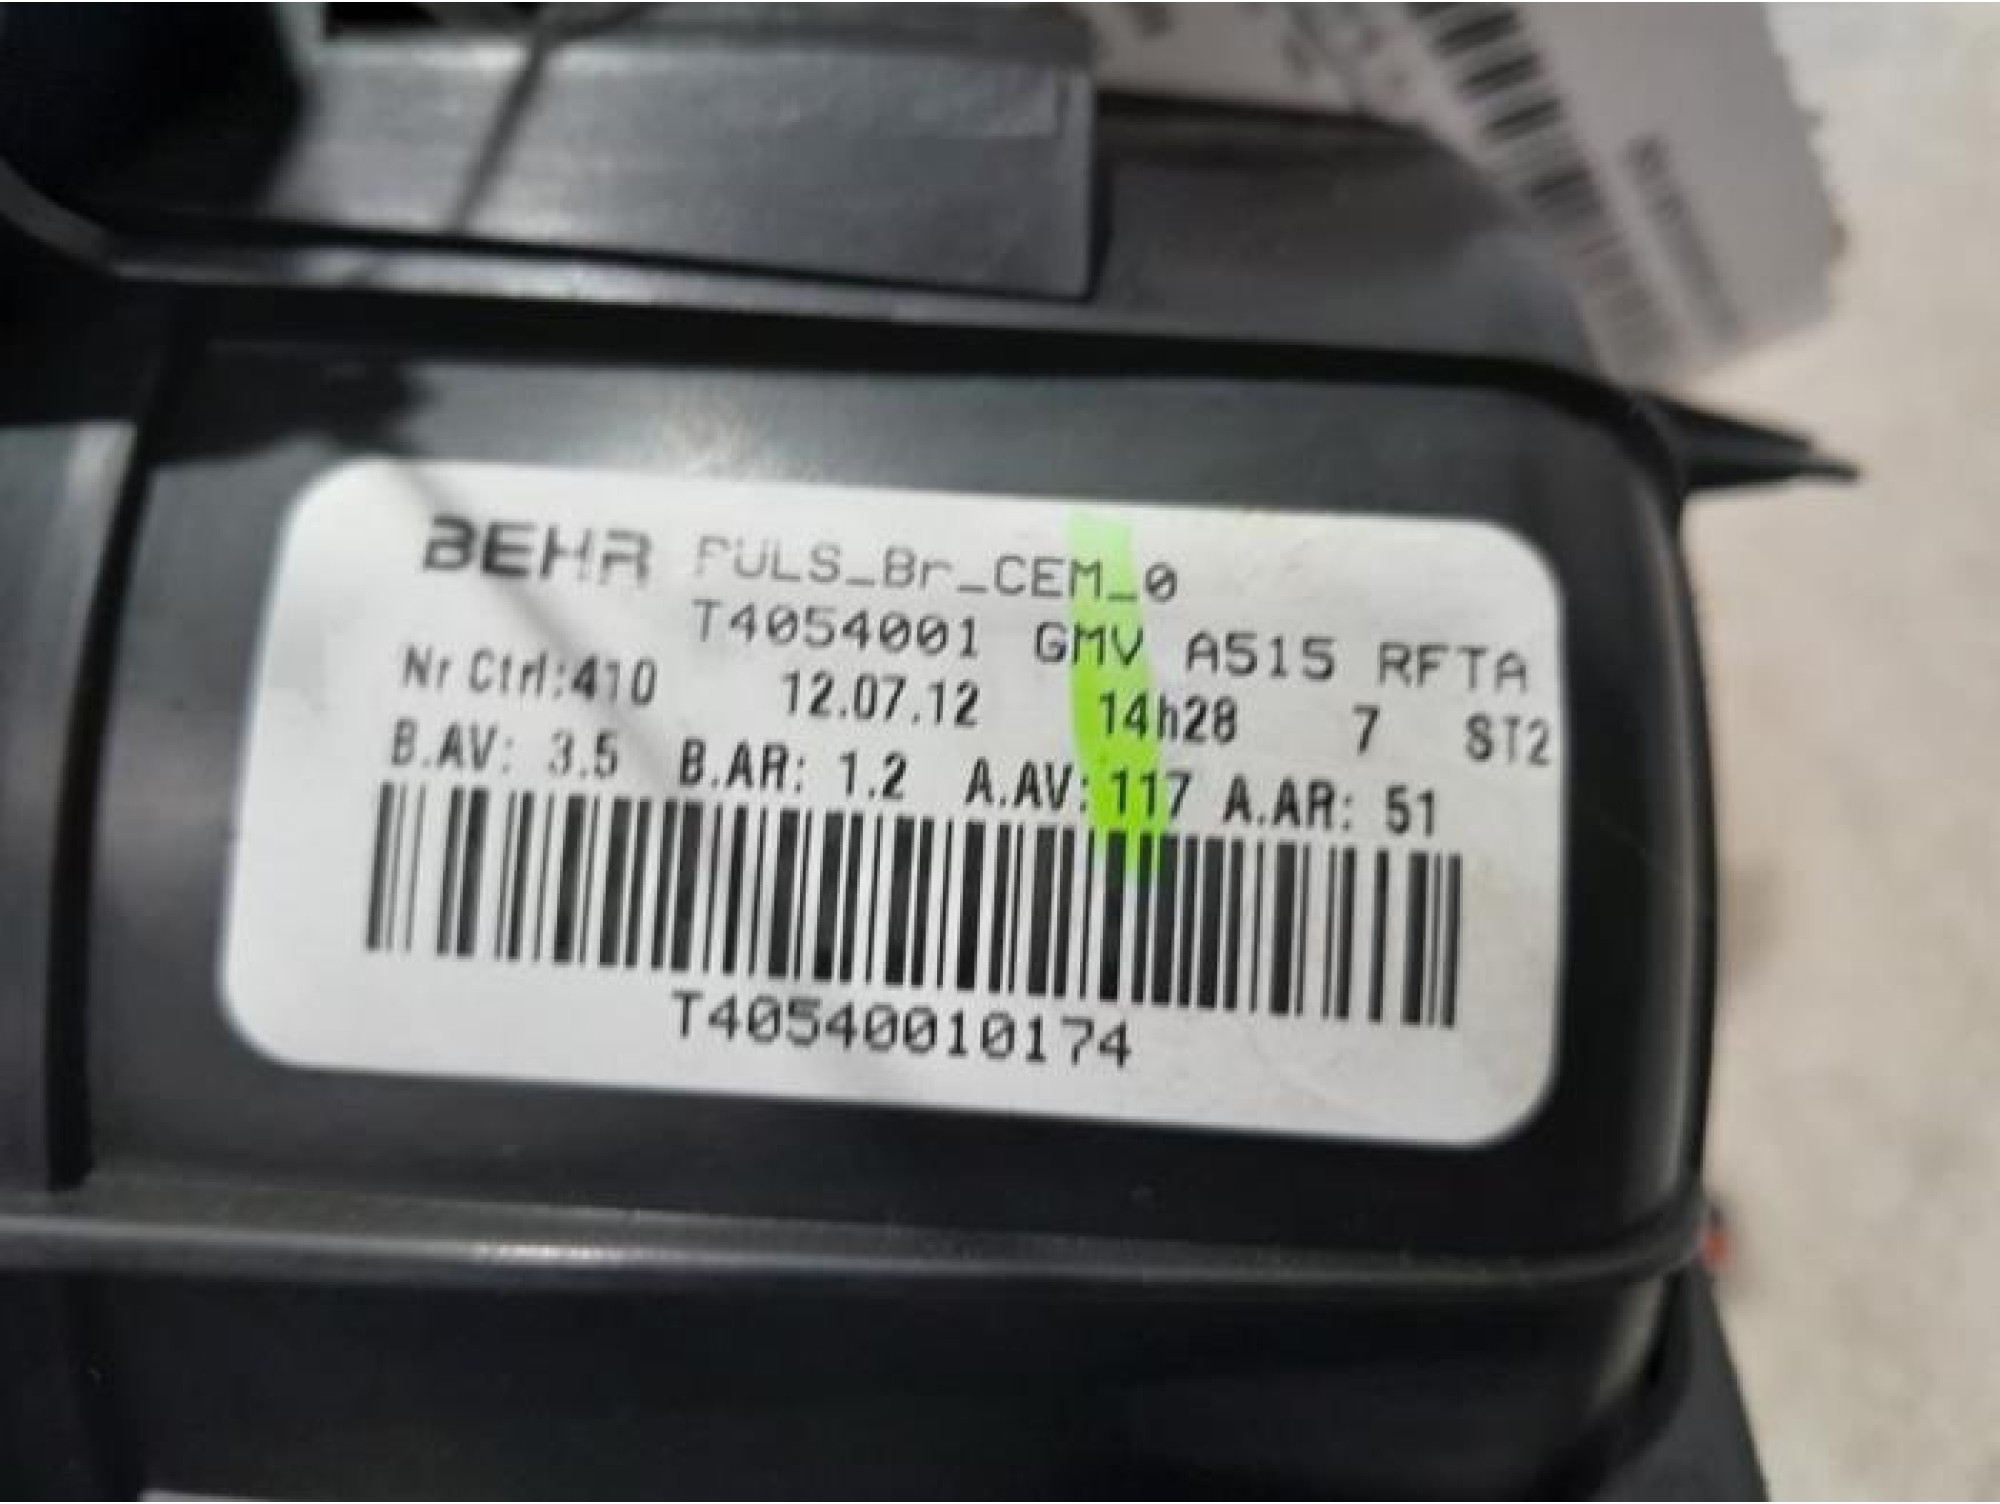 BEHR PULS_Br_CEM_0
T4054001 GMV A515 RFTA
Nr Ctrl:410 12.07.12 14h28 7 ST2
B.AV: 3.5 B.AR: 1.2 A.AV: 117 A.AR: 51
T40540010174